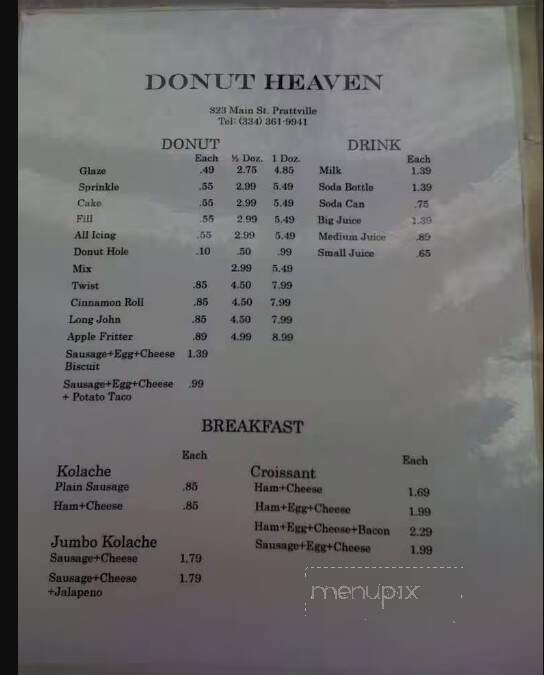 DONUT HEAVEN
823 Main St. Prattville
Tel: (334) 361-9941
DONUT
Each ½ Doz. 1 Doz.
Glaze .49 2.75 4.85
Sprinkle .55 2.99 5.49
Cake .55 2.99 5.49
Fill .55 2.99 5.49
All Icing .55 2.99 5.49
Donut Hole .10 .50 .99
Mix 2.99 5.49
Twist .85 4.50 7.99
Cinnamon Roll .85 4.50 7.99
Long John .85 4.50 7.99
Apple Fritter .89 4.99 8.99
Sausage+Egg+Cheese 1.39
Biscuit
Sausage+Egg+Cheese .99
+ Potato Taco
DRINK
Each
Milk 1.39
Soda Bottle 1.39
Soda Can .75
Big Juice 1.39
Medium Juice .89
Small Juice .65
BREAKFAST
Each
Kolache
Plain Sausage .85
Ham+Cheese .85
Jumbo Kolache
Sausage+Cheese 1,79
Sausage+Cheese 1.79
+Jalapeno
Each
Croissant
Ham+Cheese 1.69
Ham+Egg+Cheese 1.99
Ham+Egg+Cheese+Bacon 2.29
Sausage+Egg+Cheese 1.99
menupix